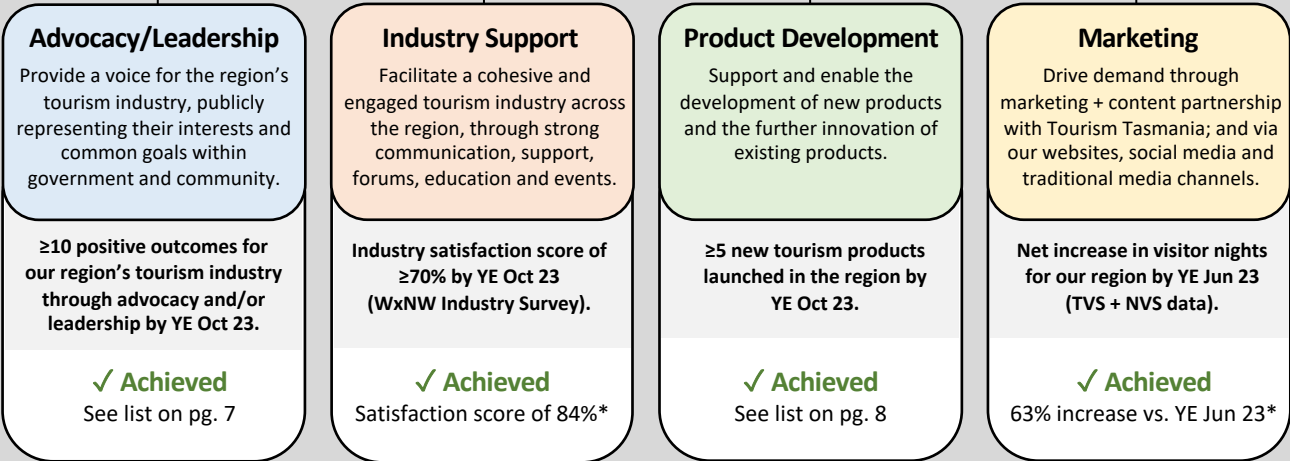 Advocacy/Leadership
Provide a voice for the region's
tourism industry, publicly
representing their interests and
common goals within
government and community.
≥10 positive outcomes for
our region's tourism industry
through advocacy and/or
leadership by YE Oct 23.
✓ Achieved
See list on pg. 7
Industry Support
Facilitate a cohesive and
engaged tourism industry across
the region, through strong
communication, support,
forums, education and events.
Industry satisfaction score of
≥70% by YE Oct 23
(WxNW Industry Survey).
✓ Achieved
Satisfaction score of 84%*
Product Development
Support and enable the
development of new products
and the further innovation of
existing products.
≥5 new tourism products
launched in the region by
YE Oct 23.
✓ Achieved
See list on pg. 8
Marketing
Drive demand through
marketing + content partnership
with Tourism Tasmania; and via
our websites, social media and
traditional media channels.
Net increase in visitor nights
for our region by YE Jun 23
(TVS + NVS data).
✓ Achieved
63% increase vs. YE Jun 23*